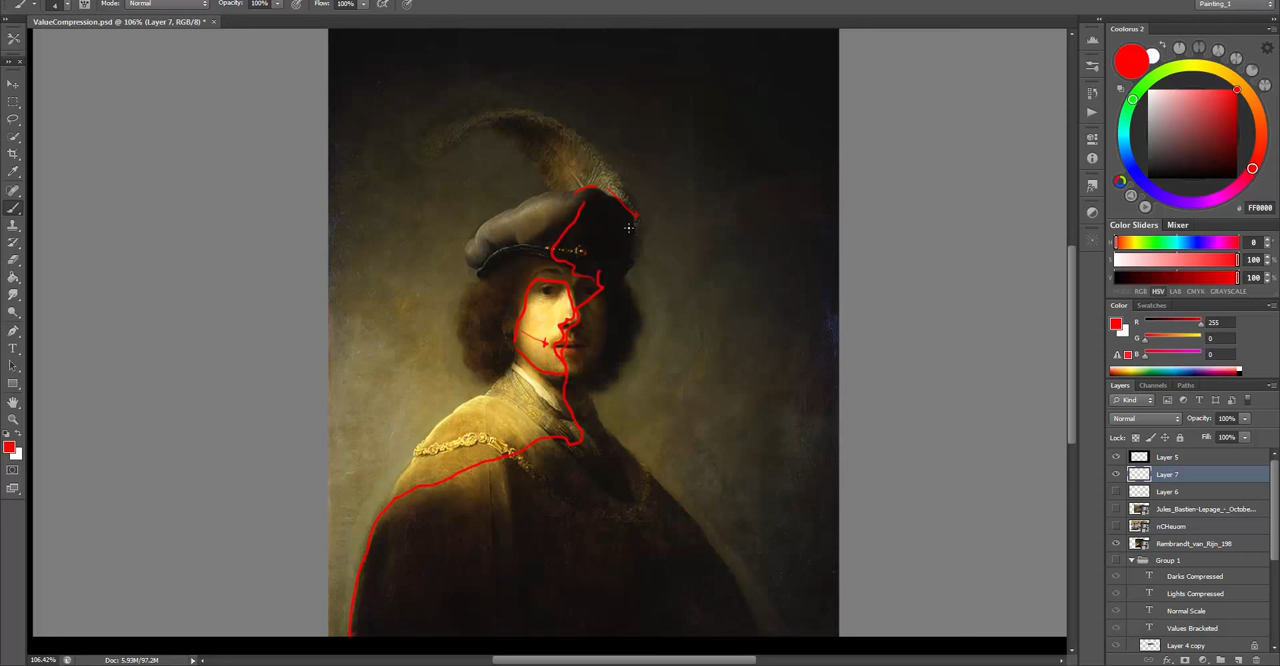 4
Mode: Normal
Opacity: 100%
Flow: 100%
Painting_1
ValueCompression.psd @ 106% (Layer 7, RGB/8) *
Coolorus 2
FF0000
Color Sliders
Mixer
H 0
S 100
100
RGB HSV LAB CMYK GRAYSCALE
Color
Swatches
R 255
G 0
B 0
Layers
Channels
Paths
Kind
Normal
Opacity: 100%
Lock:
Fill: 100%
Layer 5
Layer 7
Layer 6
Jules_Bastien-Lepage_-_Octobe...
nCHeuom
Rembrandt_van_Rijn_198
Group 1
Darks Compressed
Lights Compressed
Normal Scale
Values Bracketed
Layer 4 copy
106.42%
Doc: 5.93M/97.2M